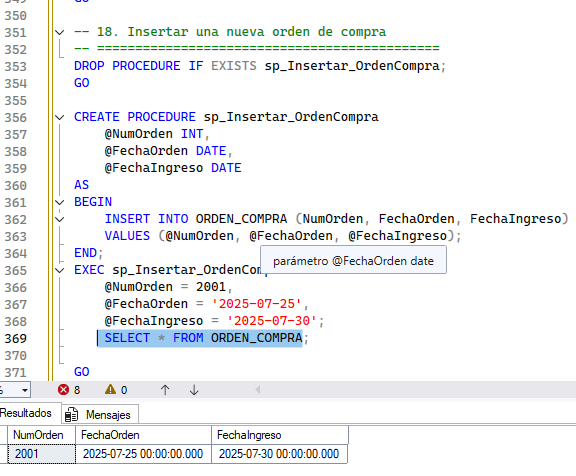 350 GO
351 -- 18. Insertar una nueva orden de compra
352 -- =============================================
353 DROP PROCEDURE IF EXISTS sp_Insertar_OrdenCompra;
354 GO
355
356 CREATE PROCEDURE sp_Insertar_OrdenCompra
357 @NumOrden INT,
358 @FechaOrden DATE,
359 @FechaIngreso DATE
360 AS
361 BEGIN
362 INSERT INTO ORDEN_COMPRA (NumOrden, FechaOrden, FechaIngreso)
363 VALUES (@NumOrden, @FechaOrden, @FechaIngreso);
364 END;
parámetro @FechaOrden date
365 EXEC sp_Insertar_OrdenComp
366 @NumOrden = 2001,
367 @FechaOrden = '2025-07-25',
368 @FechaIngreso = '2025-07-30';
369 SELECT * FROM ORDEN_COMPRA;
370
371 GO
% 8 0
Resultados Mensajes
NumOrden FechaOrden FechaIngreso
2001 2025-07-25 00:00:00.000 2025-07-30 00:00:00.000